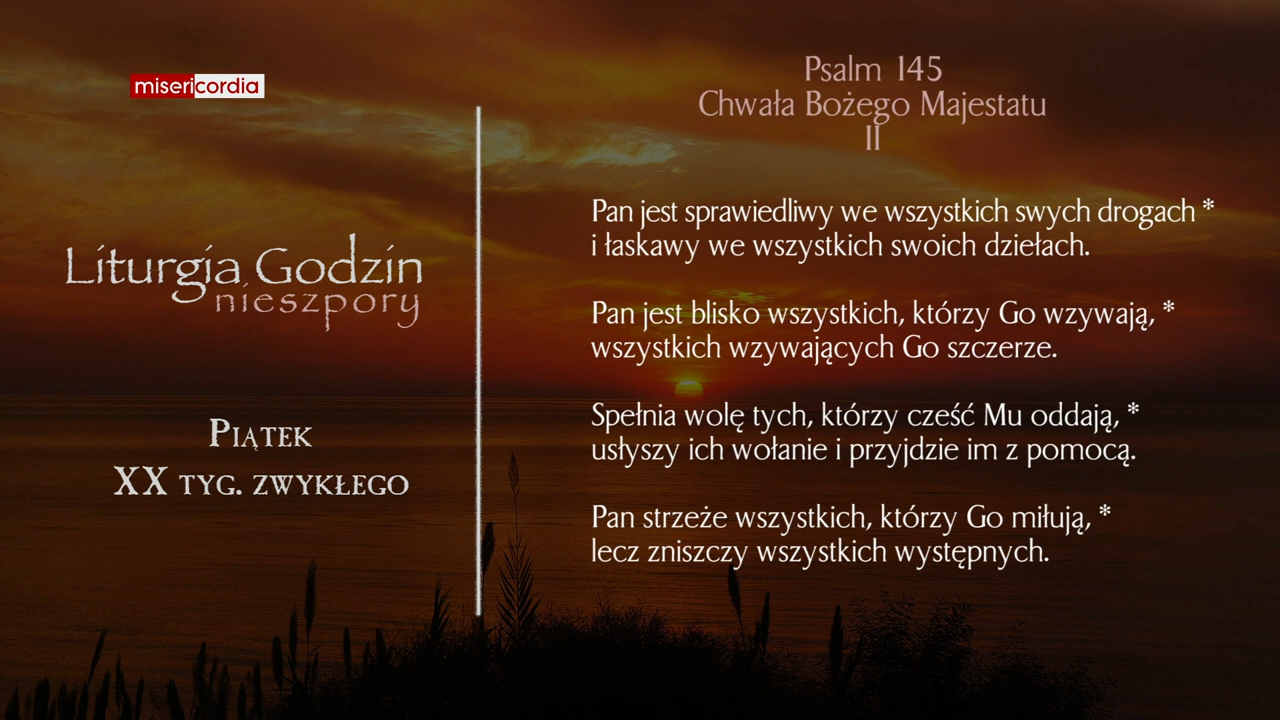 misericordia
Liturgia Godzin
nieszpory
Piątek
XX tyg. zwykłego
Psalm 145
Chwała Bożego Majestatu
II
Pan jest sprawiedliwy we wszystkich swych drogach *
i łaskawy we wszystkich swoich dziełach.
Pan jest blisko wszystkich, którzy Go wzywają, *
wszystkich wzywających Go szczerze.
Spełnia wolę tych, którzy cześć Mu oddają, *
usłyszy ich wołanie i przyjdzie im z pomocą.
Pan strzeże wszystkich, którzy Go miłują, *
lecz zniszczy wszystkich występnych.